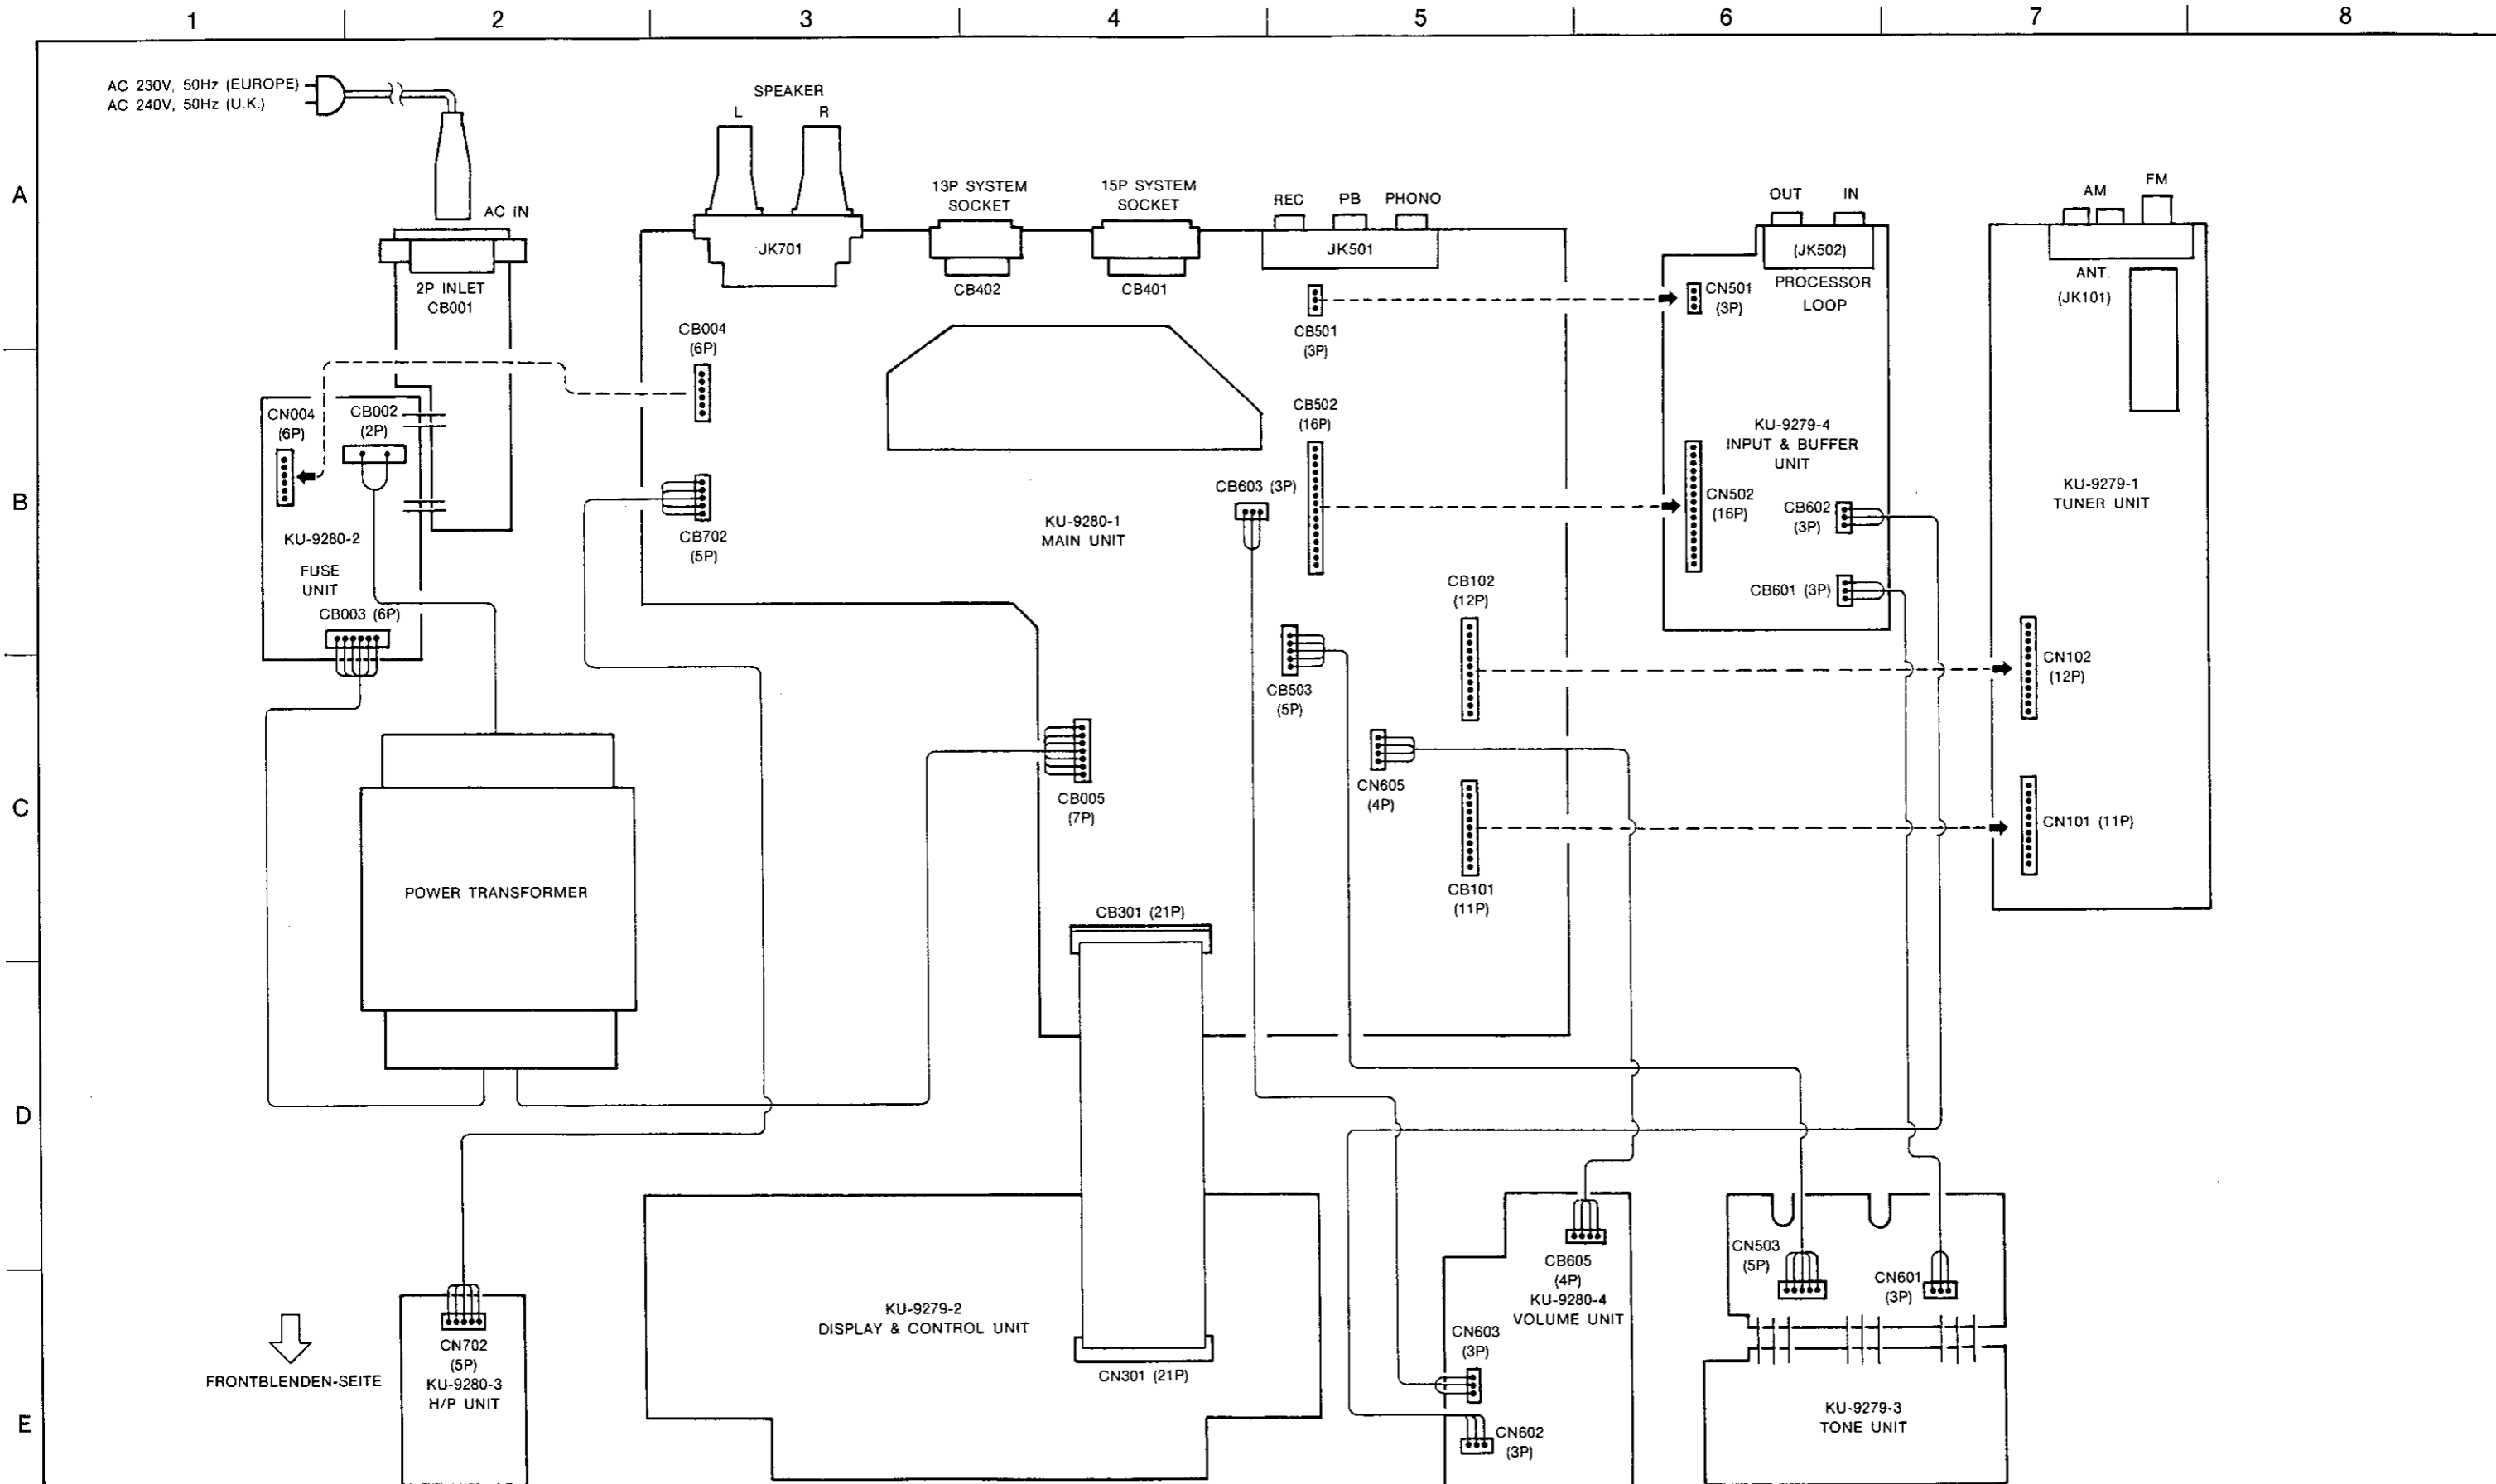 1 2 3 4 5 6 7 8
A
B
C
D
E
AC 230V, 50Hz (EUROPE)
AC 240V, 50Hz (U.K.)
AC IN
2P INLET
CB001
SPEAKER
L R
JK701
13P SYSTEM
SOCKET
CB402
15P SYSTEM
SOCKET
CB401
REC PB PHONO
JK501
OUT IN
(JK502)
PROCESSOR
LOOP
AM FM
ANT.
(JK101)
CB004
(6P)
CB501
(3P)
CN501
(3P)
CN004
(6P)
CB002
(2P)
KU-9280-2
FUSE
UNIT
CB003 (6P)
CB702
(5P)
KU-9280-1
MAIN UNIT
CB603 (3P)
CB502
(16P)
CN502
(16P)
KU-9279-4
INPUT & BUFFER
UNIT
CB602
(3P)
CB601 (3P)
KU-9279-1
TUNER UNIT
CB102
(12P)
CN102
(12P)
CB503
(5P)
CN605
(4P)
CB005
(7P)
CB101
(11P)
CN101 (11P)
POWER TRANSFORMER
CB301 (21P)
CB605
(4P)
KU-9280-4
VOLUME UNIT
CN503
(5P)
CN601
(3P)
FRONTBLENDEN-SEITE
CN702
(5P)
KU-9280-3
H/P UNIT
KU-9279-2
DISPLAY & CONTROL UNIT
CN301 (21P)
CN603
(3P)
CN602
(3P)
KU-9279-3
TONE UNIT